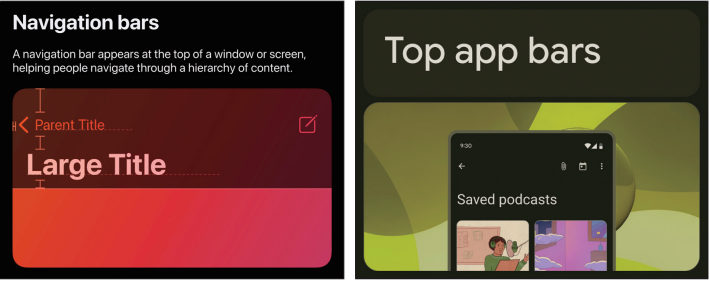 Navigation bars
A navigation bar appears at the top of a window or screen,
helping people navigate through a hierarchy of content.
Parent Title
Large Title
Top app bars
9:30
Saved podcasts